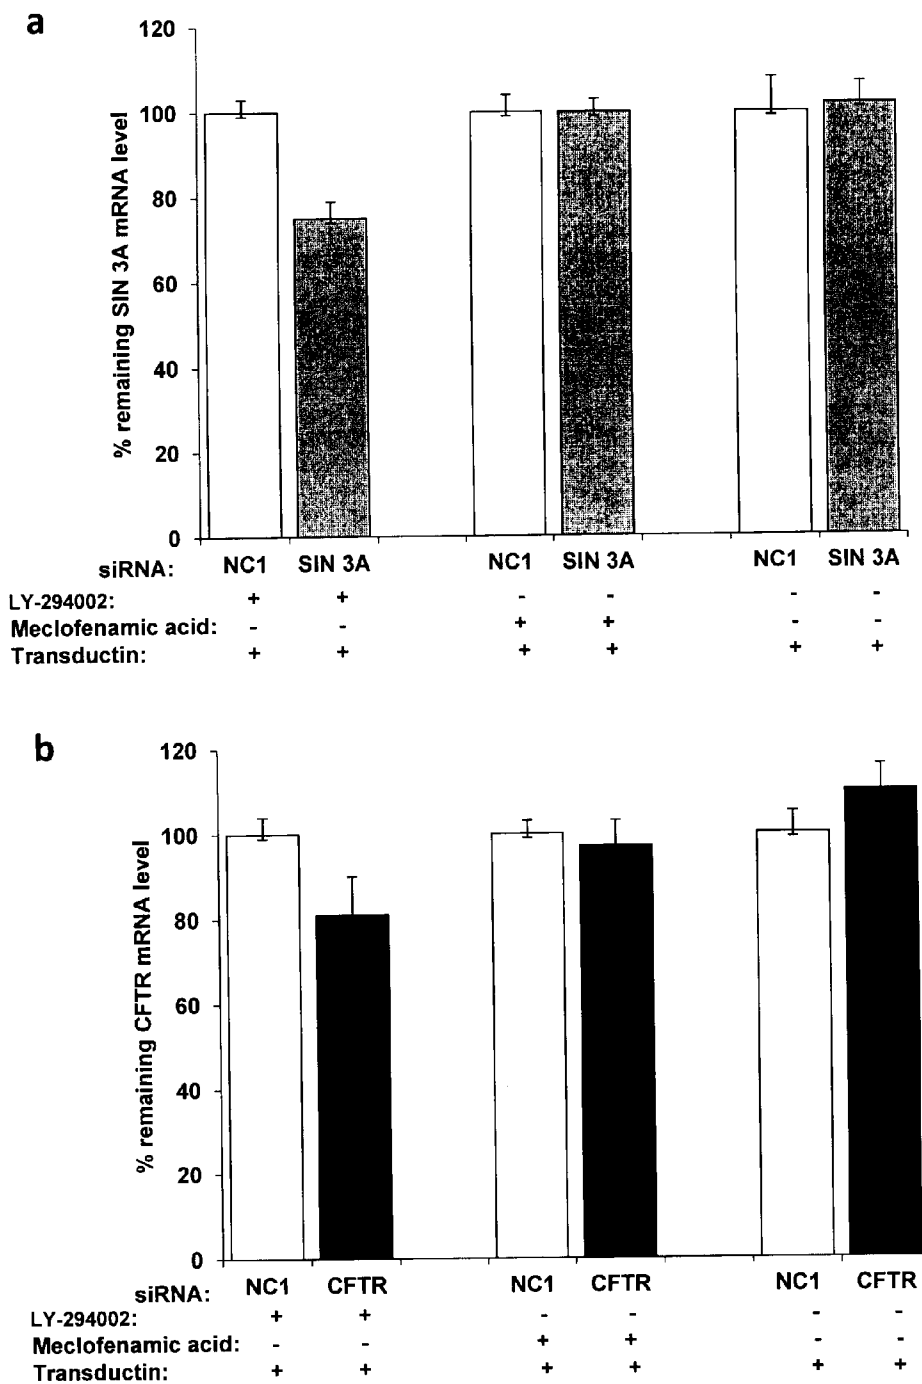 a
120
100
80
60
40
20
0
% remaining SIN 3A mRNA level
siRNA: NC1 SIN 3A NC1 SIN 3A NC1 SIN 3A
LY-294002: + + - - - -
Meclofenamic acid: - - + + - -
Transductin: + + + + + +
b
120
100
80
60
40
20
0
% remaining CFTR mRNA level
siRNA: NC1 CFTR NC1 CFTR NC1 CFTR
LY-294002: + + - - - -
Meclofenamic acid: - - + + - -
Transductin: + + + + + +